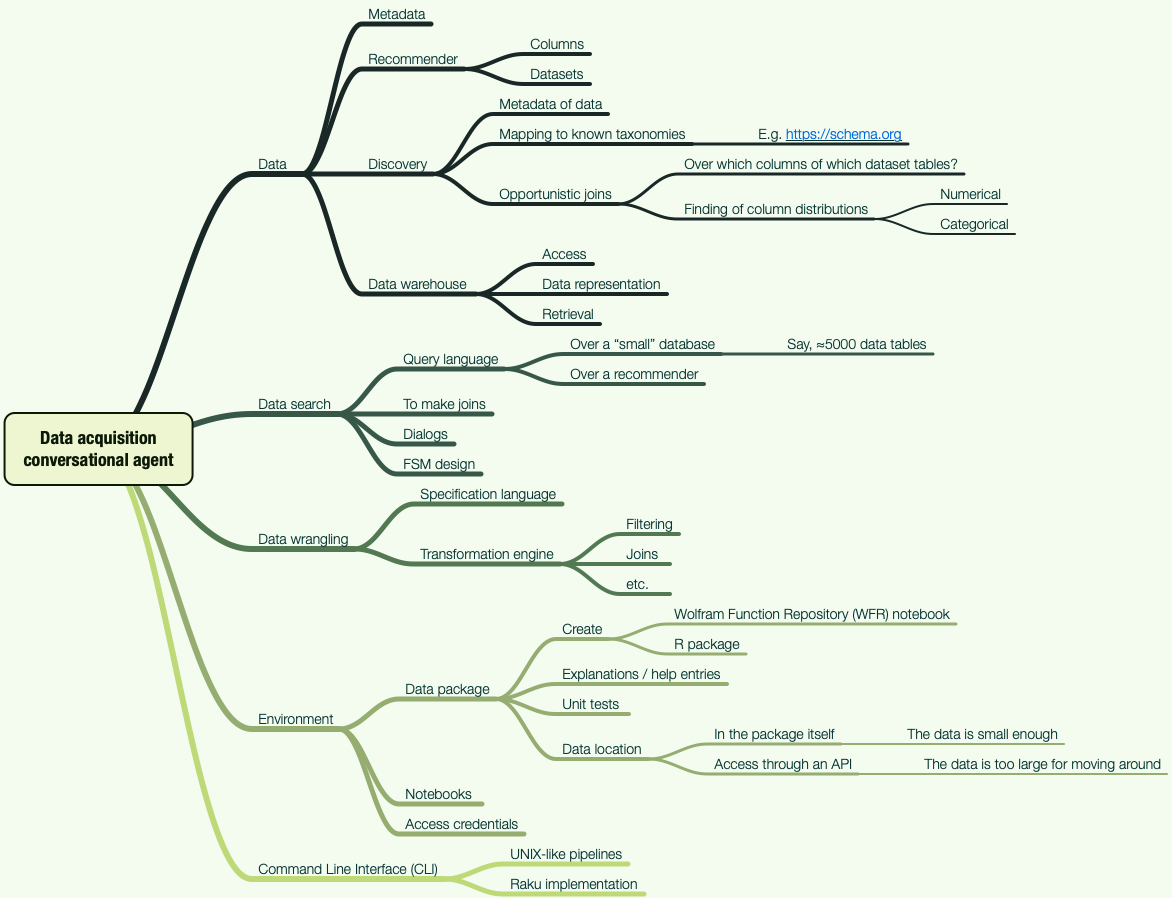 Metadata
Recommender
Columns
Datasets
Metadata of data
Mapping to known taxonomies
E.g. https://schema.org
Data
Discovery
Over which columns of which dataset tables?
Opportunistic joins
Finding of column distributions
Numerical
Categorical
Access
Data warehouse
Data representation
Retrieval
Over a “small” database
Say, ≈5000 data tables
Query language
Over a recommender
Data search
To make joins
Dialogs
FSM design
Data acquisition
conversational agent
Specification language
Data wrangling
Transformation engine
Filtering
Joins
etc.
Wolfram Function Repository (WFR) notebook
Create
R package
Explanations / help entries
Data package
Unit tests
Environment
Data location
In the package itself
The data is small enough
Access through an API
The data is too large for moving around
Notebooks
Access credentials
Command Line Interface (CLI)
UNIX-like pipelines
Raku implementation